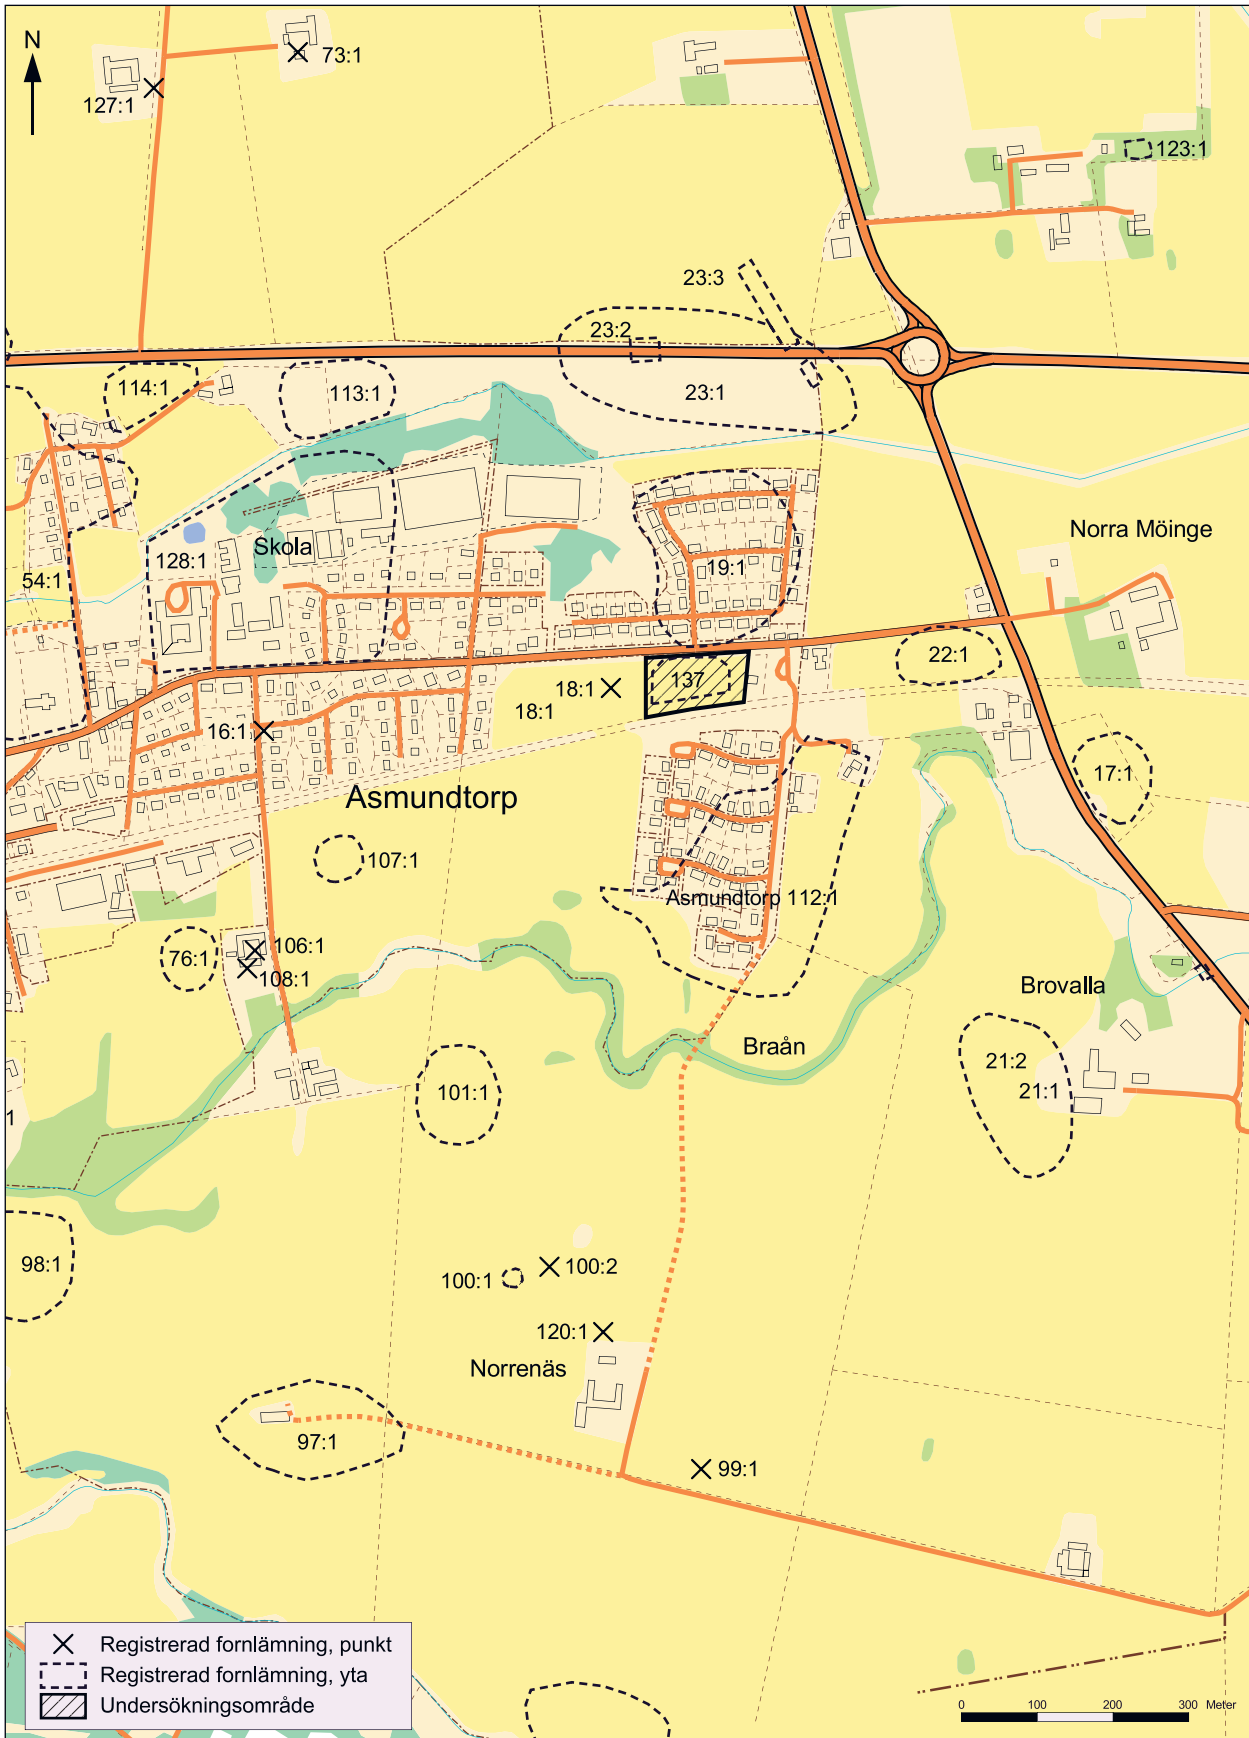 N
73:1
127:1
123:1
23:3
23:2
114:1
113:1
23:1
Norra Möinge
Skola
128:1
19:1
54:1
22:1
137
18:1
18:1
16:1
17:1
Asmundtorp
107:1
Asmundtorp 112:1
106:1
76:1
108:1
Brovalla
Braån
21:2
101:1
21:1
1
98:1
100:2
100:1
120:1
Norrenäs
97:1
99:1
Registrerad fornlämning, punkt
Registrerad fornlämning, yta
Undersökningsområde
0 100 200 300 Meter